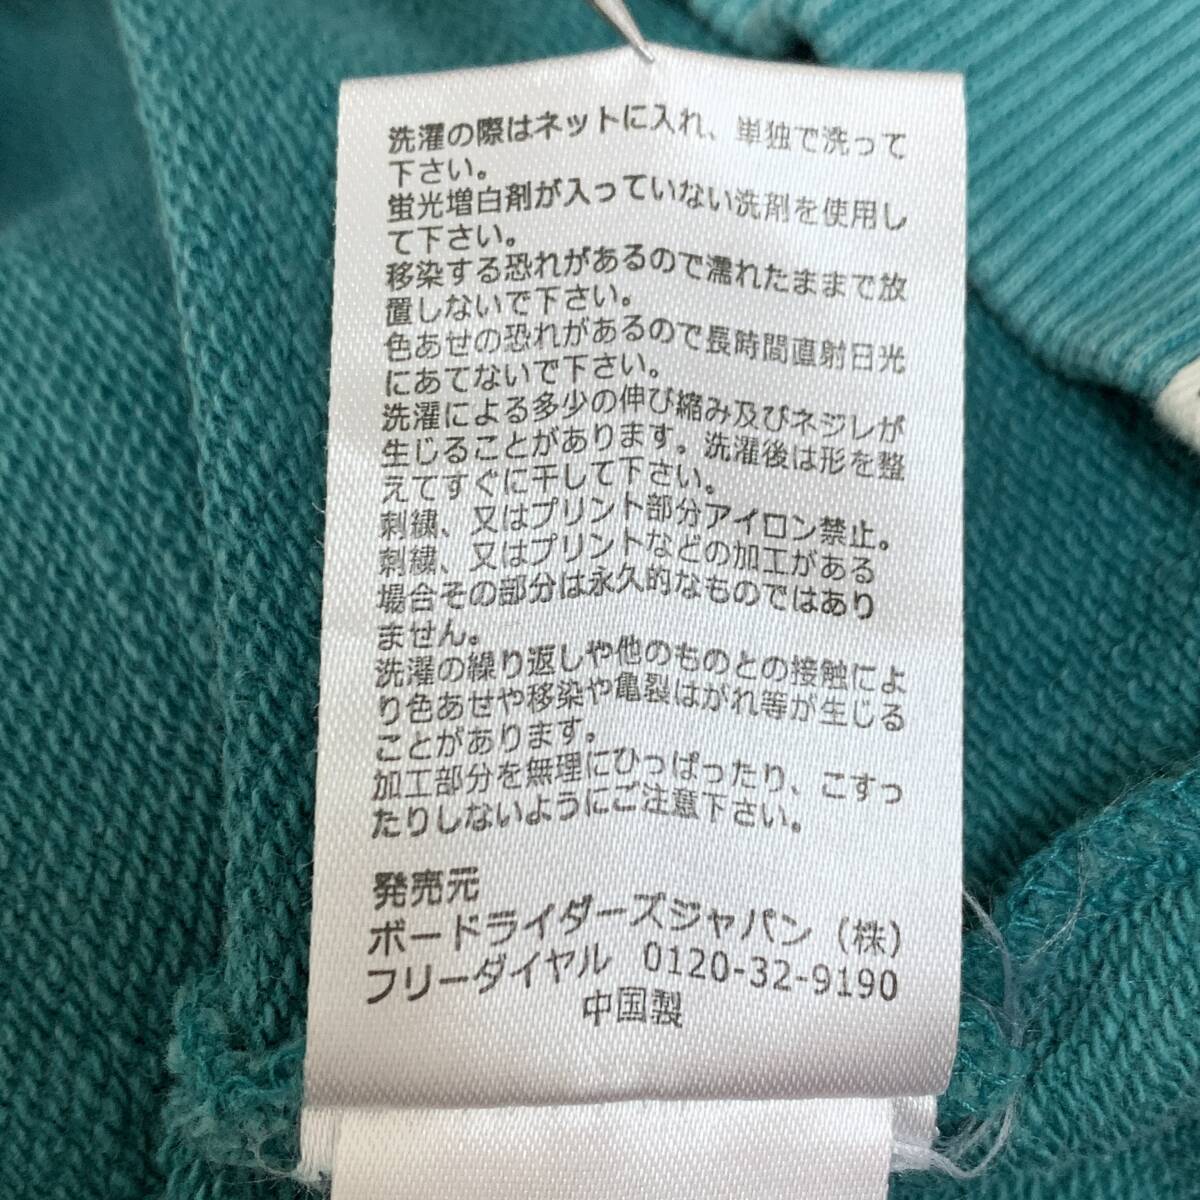 洗濯の際はネットに入れ、単独で洗って
下さい。
蛍光増白剤が入っていない洗剤を使用し
て下さい。
移染する恐れがあるので濡れたままで放
置しないで下さい。
色あせの恐れがあるので長時間直射日光
にあてないで下さい。
洗濯による多少の伸び縮み及びネジレが
生じることがあります。洗濯後は形を整
えてすぐに干して下さい。
刺繍、又はプリント部分アイロン禁止。
刺繍、又はプリントなどの加工がある
場合その部分は永久的なものではあり
ません。
洗濯の繰り返しや他のものとの接触によ
り色あせや移染や亀裂はがれ等が生じる
ことがあります。
加工部分を無理にひっぱったり、こすっ
たりしないようにご注意下さい。
発売元
ボードライダーズジャパン（株）
フリーダイヤル 0120-32-9190
中国製